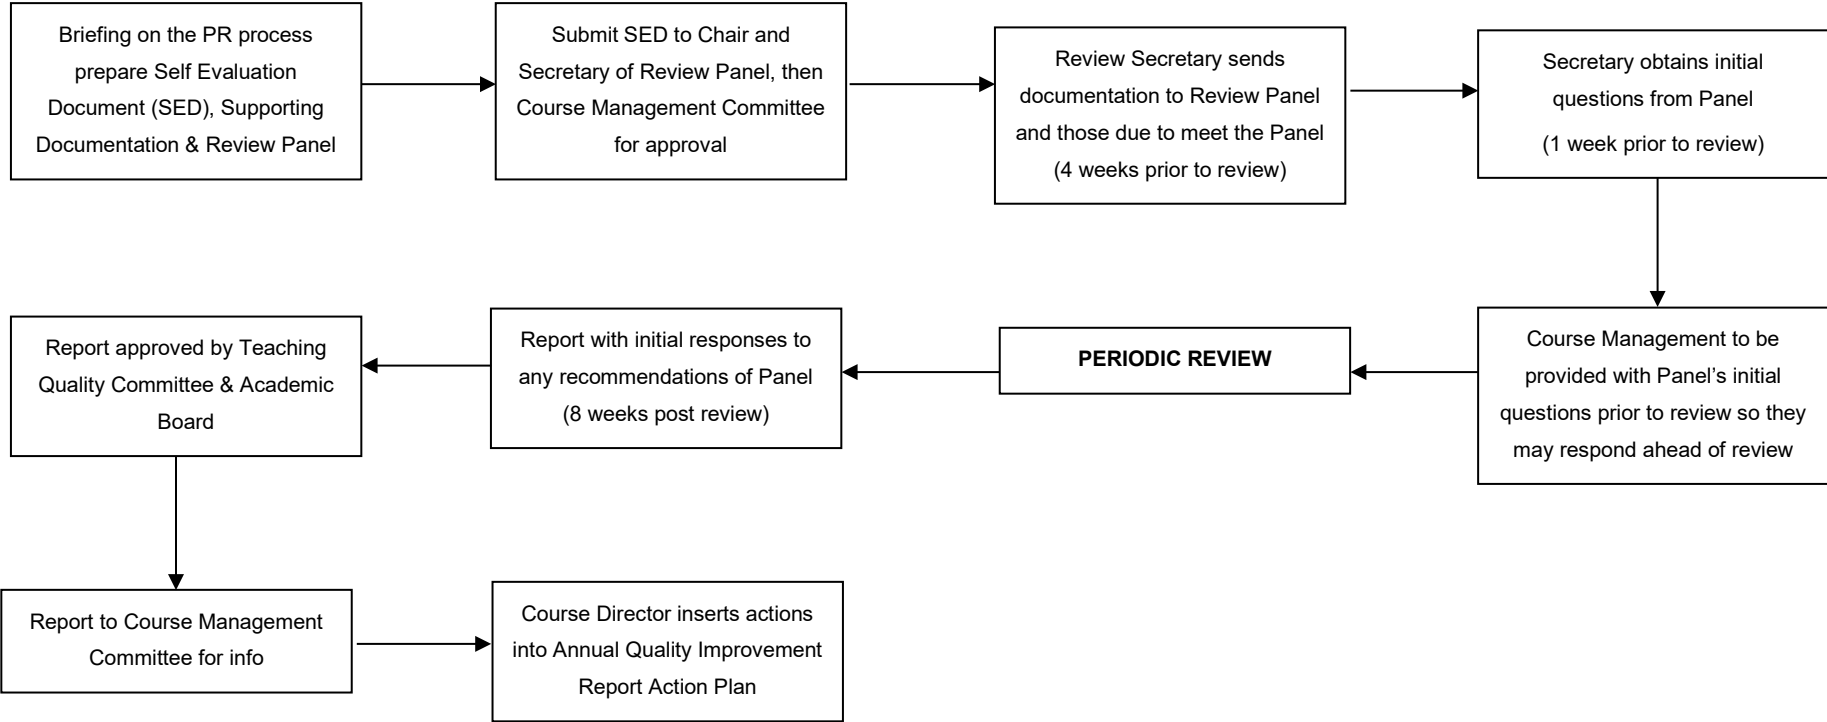 Briefing on the PR process
prepare Self Evaluation
Document (SED), Supporting
Documentation & Review Panel
Submit SED to Chair and
Secretary of Review Panel, then
Course Management Committee
for approval
Review Secretary sends
documentation to Review Panel
and those due to meet the Panel
(4 weeks prior to review)
Secretary obtains initial
questions from Panel
(1 week prior to review)
Course Management to be
provided with Panel’s initial
questions prior to review so they
may respond ahead of review
PERIODIC REVIEW
Report with initial responses to
any recommendations of Panel
(8 weeks post review)
Report approved by Teaching
Quality Committee & Academic
Board
Report to Course Management
Committee for info
Course Director inserts actions
into Annual Quality Improvement
Report Action Plan